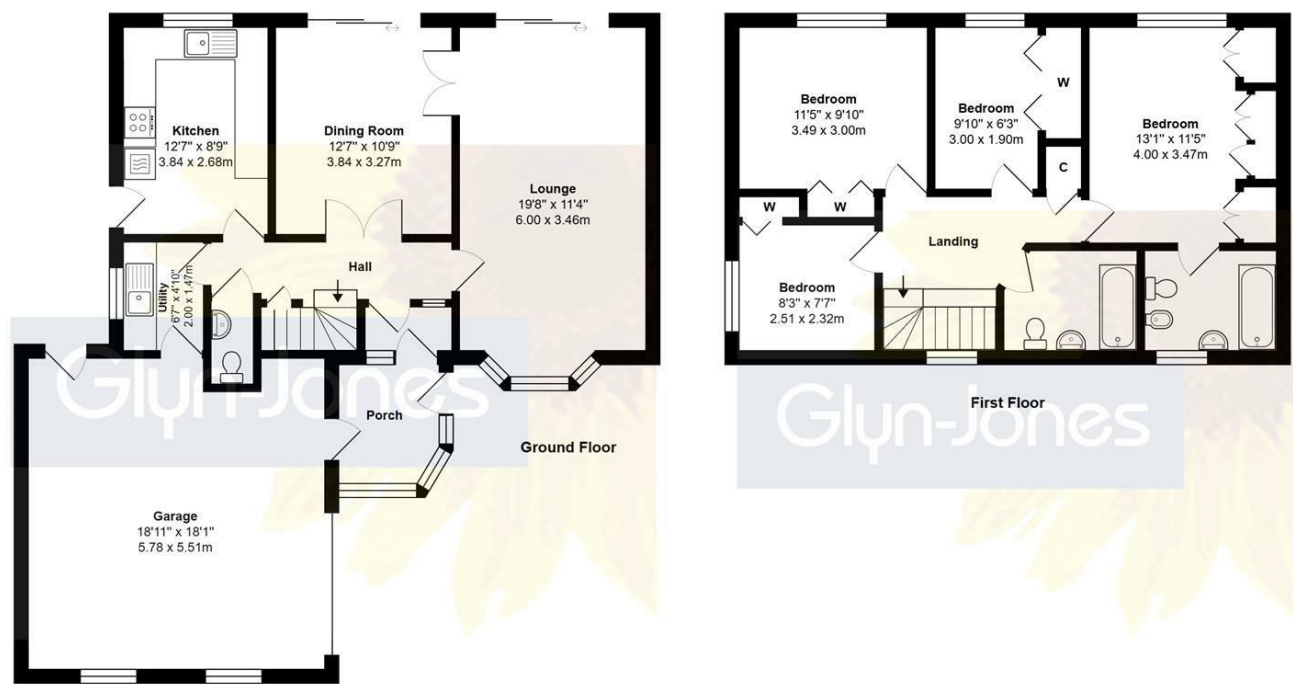 Kitchen
12'7" x 8'9"
3.84 x 2.68m
Dining Room
12'7" x 10'9"
3.84 x 3.27m
Lounge
19'8" x 11'4"
6.00 x 3.46m
Hall
Utility
6'7" x 4'10"
2.00 x 1.47m
Porch
Glyn-Jones
Ground Floor
Garage
18'11" x 18'1"
5.78 x 5.51m
Bedroom
11'5" x 9'10"
3.49 x 3.00m
Bedroom
9'10" x 6'3"
3.00 x 1.90m
W
Bedroom
13'1" x 11'5"
4.00 x 3.47m
C
W
W
Landing
Bedroom
8'3" x 7'7"
2.51 x 2.32m
First Floor
Glyn-Jones